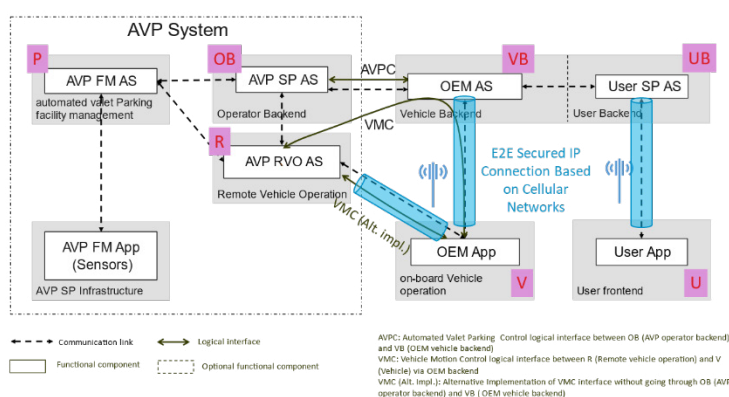 AVP System
P
OB
VB
UB
AVP FM AS
AVP SP AS
AVPC
OEM AS
User SP AS
automated valet Parking
facility management
Operator Backend
Vehicle Backend
User Backend
VMC
R
AVP RVO AS
Remote Vehicle Operation
E2E Secured IP
Connection Based
on Cellular
Networks
VMC (Alt. impl.)
AVP FM App
(Sensors)
AVP SP Infrastructure
OEM App
on-board Vehicle
operation
V
User App
User frontend
U
Communication link
Logical interface
Functional component
Optional functional component
AVPC: Automated Valet Parking Control logical interface between OB (AVP operator backend)
and VB (OEM vehicle backend)
VMC: Vehicle Motion Control logical interface between R (Remote vehicle operation) and V
(Vehicle) via OEM backend
VMC (Alt. Impl.): Alternative Implementation of VMC interface without going through OB (AVP
operator backend) and VB ( OEM vehicle backend)